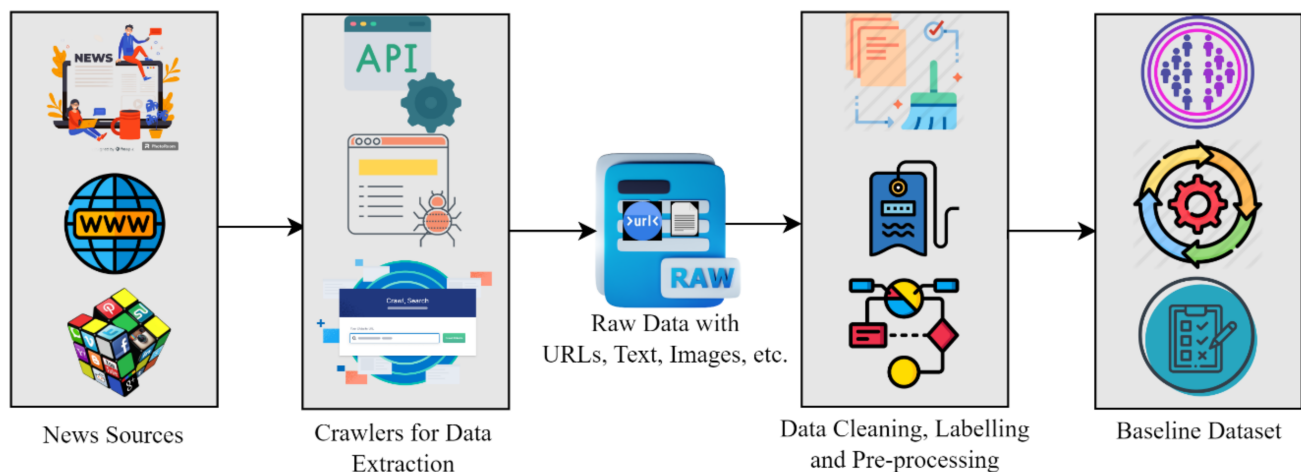 NEWS
WWW
API
Crawl, Search
>url<
RAW
News Sources
Crawlers for Data
Extraction
Raw Data with
URLs, Text, Images, etc.
Data Cleaning, Labelling
and Pre-processing
Baseline Dataset